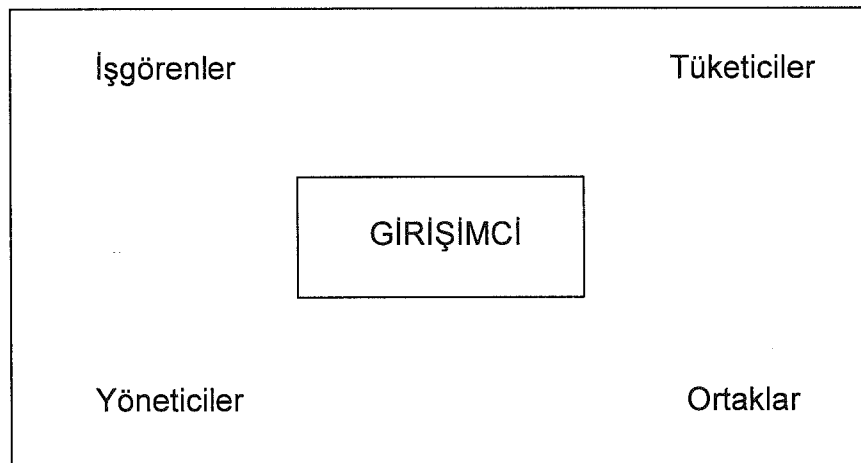 İşgörenler
Tüketiciler
GİRİŞİMCİ
Yöneticiler
Ortaklar